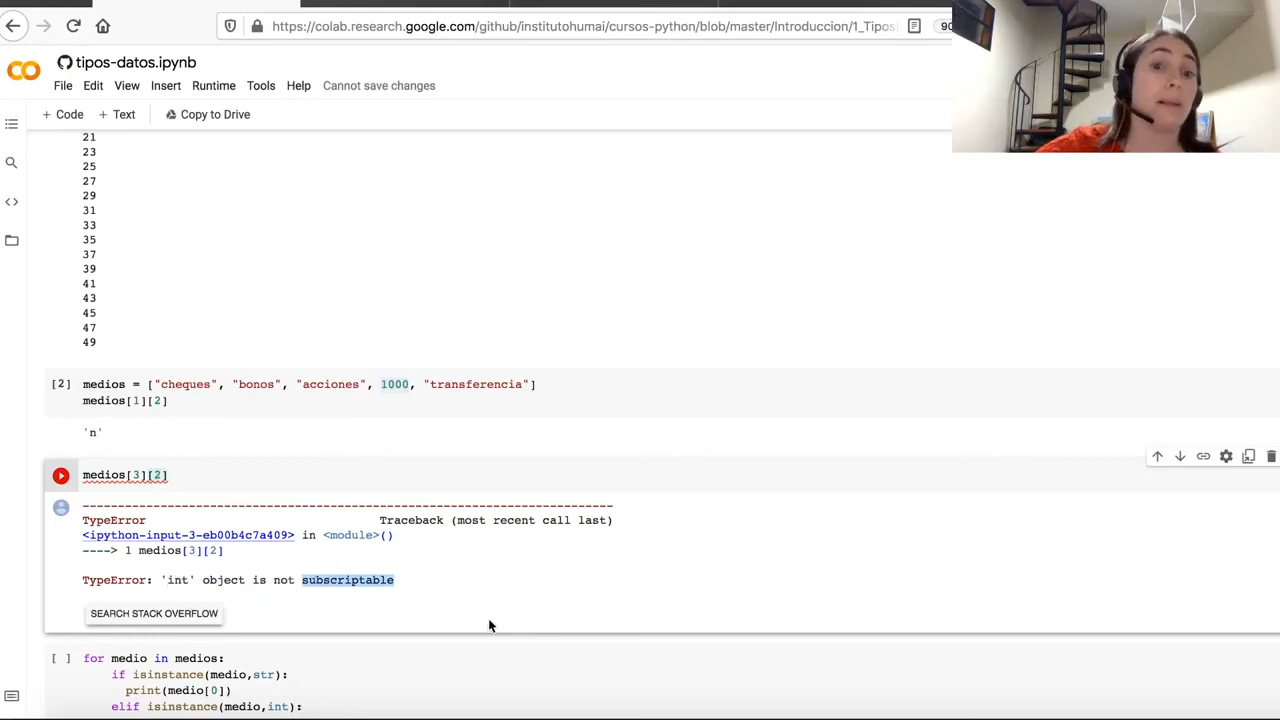 https://colab.research.google.com/github/institutohumai/cursos-python/blob/master/Introduccion/1_Tipos
90
CO
tipos-datos.ipynb
File Edit View Insert Runtime Tools Help Cannot save changes
+ Code + Text Copy to Drive
21
23
25
27
29
31
33
35
37
39
41
43
45
47
49
[2] medios = ["cheques", "bonos", "acciones", 1000, "transferencia"]
medios[1][2]
'n'
medios[3][2]
---------------------------------------------------------------------------
TypeError Traceback (most recent call last)
<ipython-input-3-eb00b4c7a409> in <module>()
----> 1 medios[3][2]
TypeError: 'int' object is not subscriptable
SEARCH STACK OVERFLOW
[ ] for medio in medios:
if isinstance(medio,str):
print(medio[0])
elif isinstance(medio,int):